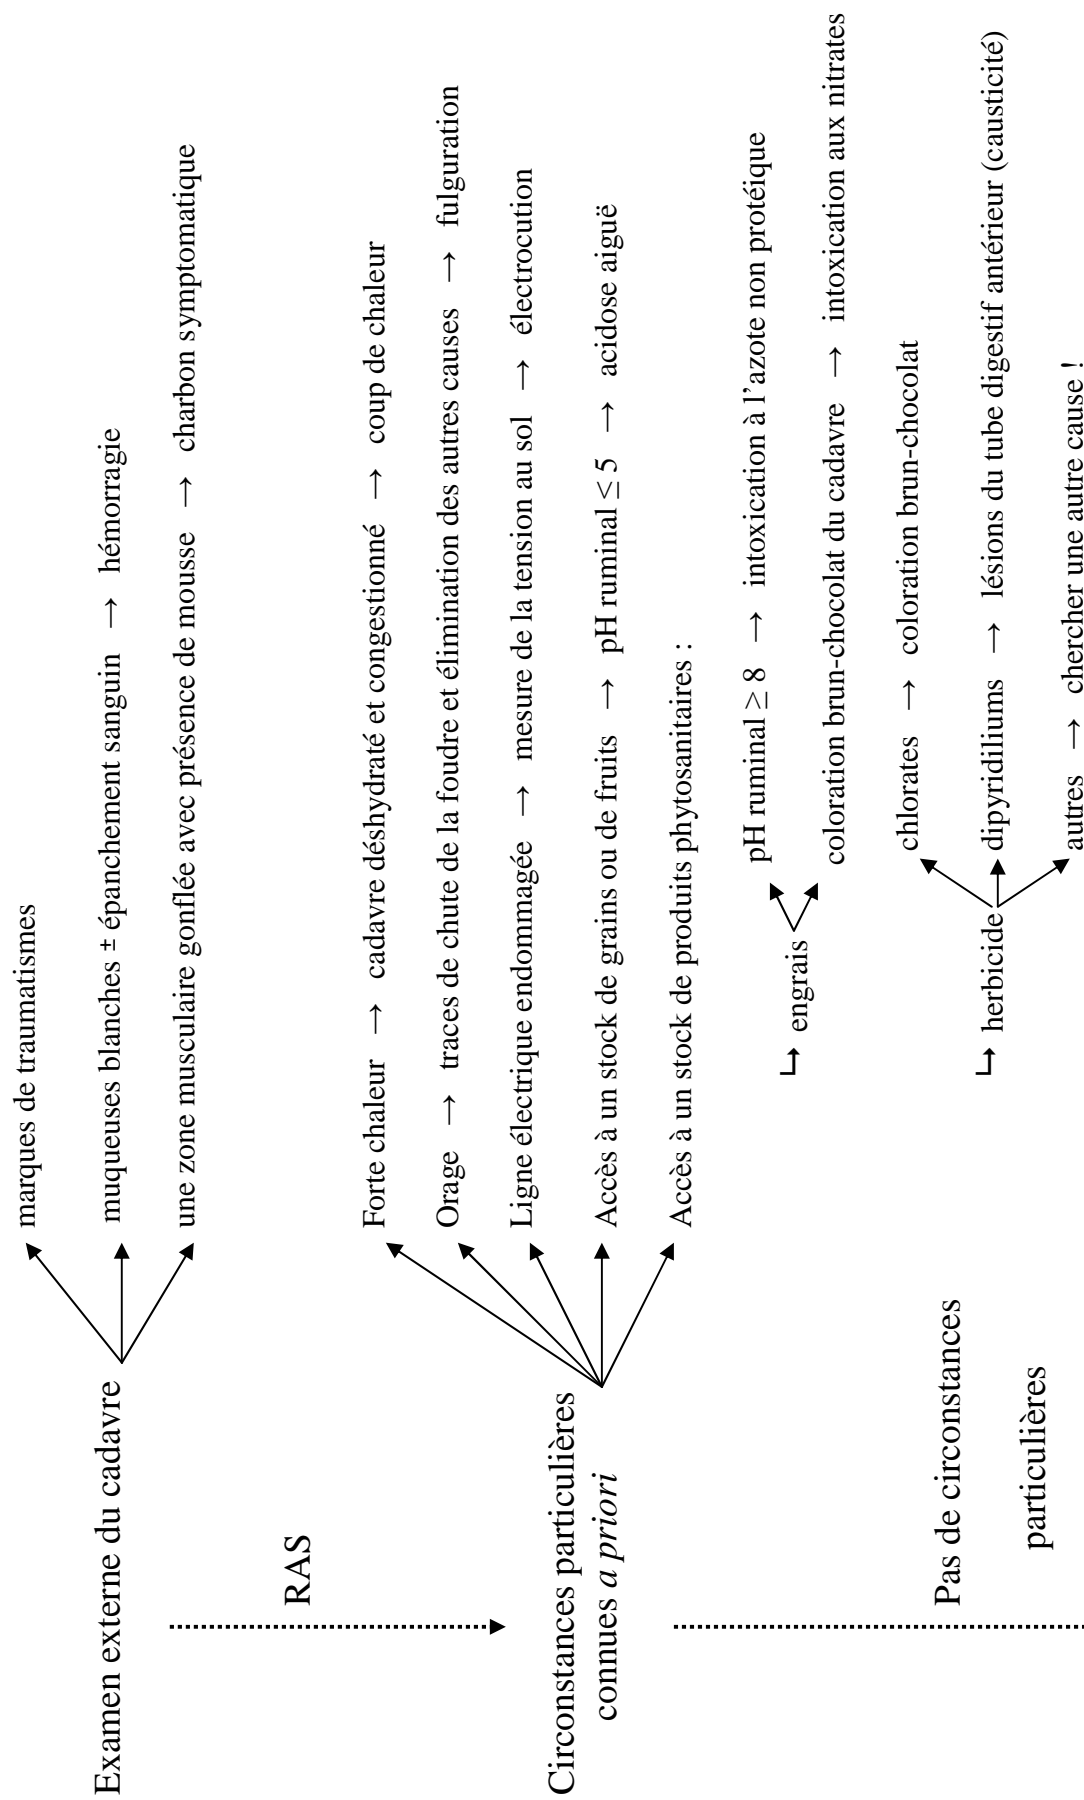 Examen externe du cadavre
marques de traumatismes
muqueuses blanches ± épanchement sanguin → hémorragie
une zone musculaire gonflée avec présence de mousse → charbon symptomatique
RAS
Circonstances particulières
connues a priori
Forte chaleur → cadavre déshydraté et congestionné → coup de chaleur
Orage → traces de chute de la foudre et élimination des autres causes → fulguration
Ligne électrique endommagée → mesure de la tension au sol → électrocution
Accès à un stock de grains ou de fruits → pH ruminal ≤ 5 → acidose aiguë
Accès à un stock de produits phytosanitaires :
↳ engrais
pH ruminal ≥ 8 → intoxication à l’azote non protéique
coloration brun-chocolat du cadavre → intoxication aux nitrates
↳ herbicide
chlorates → coloration brun-chocolat
dipyridiliums → lésions du tube digestif antérieur (causticité)
autres → chercher une autre cause !
Pas de circonstances
particulières